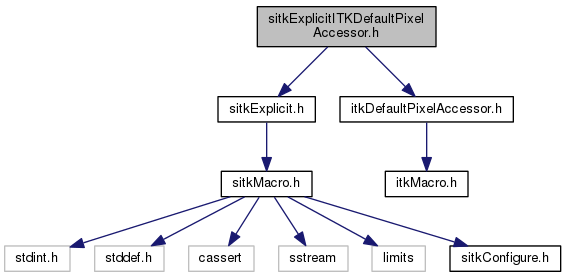 sitkExplicitITKDefaultPixel
Accessor.h
sitkExplicit.h
itkDefaultPixelAccessor.h
sitkMacro.h
itkMacro.h
stdint.h
stddef.h
cassert
sstream
limits
sitkConfigure.h